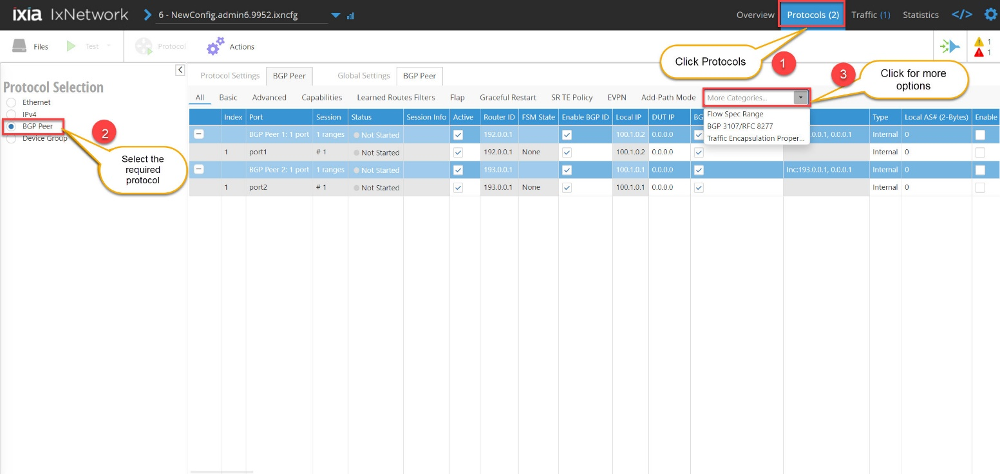 ixia IxNetwork 6 - NewConfig.admin6.9952.ixncfg Overview Protocols (2) Traffic (1) Statistics </>
Files Test Protocol Actions 1
1
Click Protocols
1
3
Click for more
options
Protocol Selection
Ethernet
IPv4
BGP Peer
Device Group
2
Select the
required
protocol
Protocol Settings BGP Peer Global Settings BGP Peer
All Basic Advanced Capabilities Learned Routes Filters Flap Graceful Restart SR TE Policy EVPN Add-Path Mode More Categories...
Flow Spec Range
BGP 3107/RFC 8277
Traffic Encapsulation Proper...
Index Port Session Status Session Info Active Router ID FSM State Enable BGP ID Local IP DUT IP BG Type Local AS# (2-Bytes) Enable
BGP Peer 1: 1 port 1 ranges Not Started 192.0.0.1 100.1.0.2 0.0.0.0 .0.0.1, 0.0.0.1 Internal 0
1 port1 # 1 Not Started 192.0.0.1 None 100.1.0.2 0.0.0.0 Internal 0
BGP Peer 2: 1 port 1 ranges Not Started 193.0.0.1 100.1.0.1 0.0.0.0 Inc:193.0.0.1, 0.0.0.1 Internal 0
1 port2 # 1 Not Started 193.0.0.1 None 100.1.0.1 0.0.0.0 Internal 0